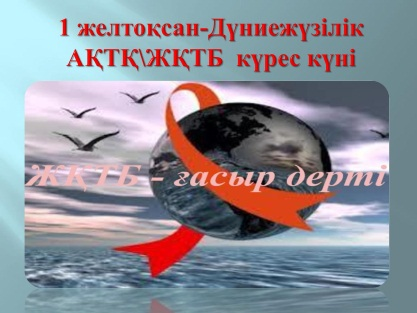 1 желтоқсан-Дүниежүзілік
АҚТҚ\ЖҚТБ күрес күні
ЖҚТБ - ғасыр дерті